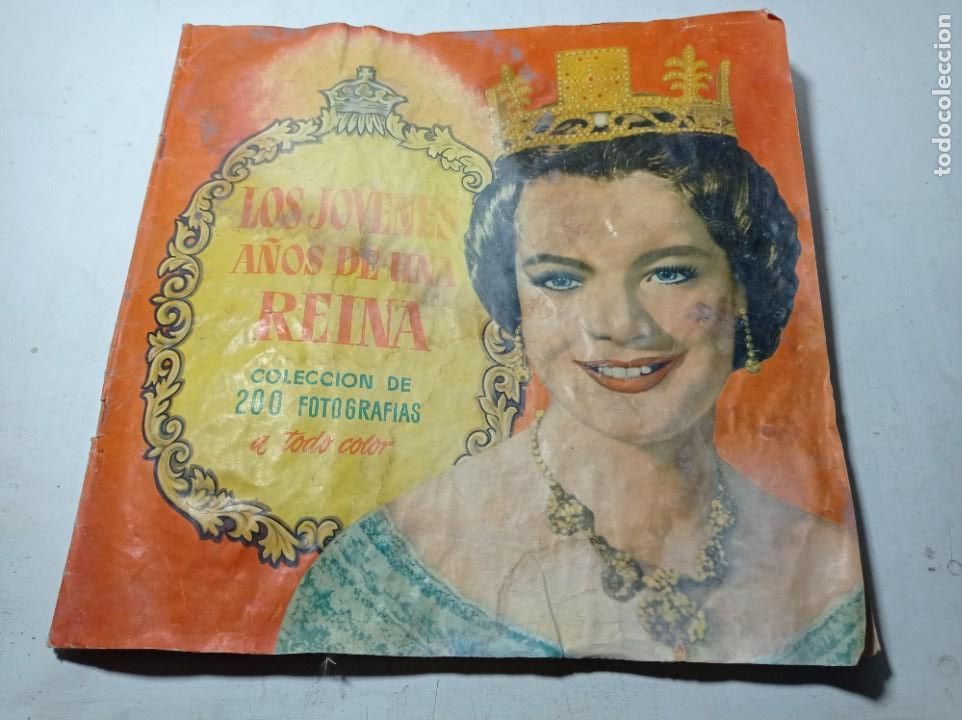 LOS JOVENES
AÑOS DE UNA
REINA
COLECCION DE
200 FOTOGRAFIAS
a todo color
todocoleccion